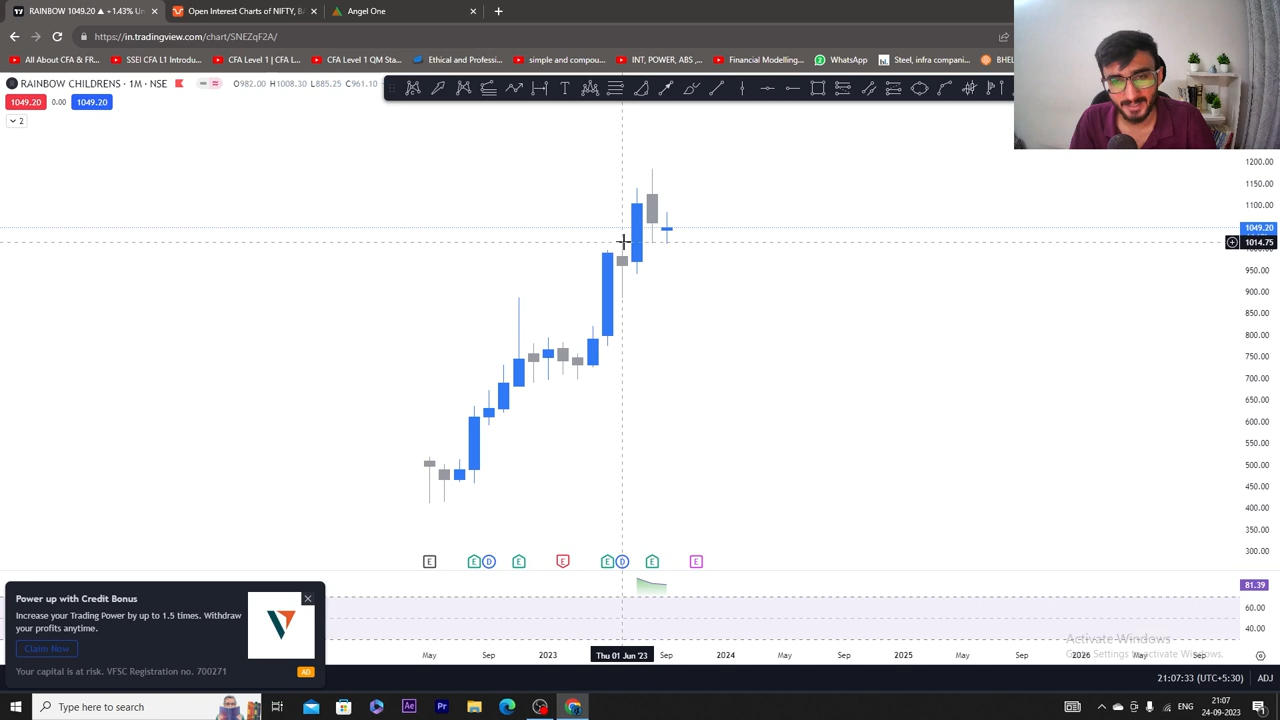 RAINBOW 1049.20 ▲ +1.43% Un
Open Interest Charts of NIFTY, BA
Angel One
https://in.tradingview.com/chart/SNEZqF2A/
All About CFA & FR...
SSEI CFA L1 Introdu...
CFA Level 1 | CFA L...
CFA Level 1 QM Sta...
Ethical and Professio...
simple and compou...
INT, POWER, ABS ,...
Financial Modelling...
WhatsApp
Steel, infra compani...
BHEL
RAINBOW CHILDRENS · 1M · NSE
O982.00 H1008.30 L885.25 C961.10
1049.20
0.00
1049.20
2
1200.00
1150.00
1100.00
1049.20
1014.75
950.00
900.00
850.00
800.00
750.00
700.00
650.00
600.00
550.00
500.00
450.00
400.00
350.00
300.00
E E D E E E D E E
81.39
60.00
40.00
Power up with Credit Bonus
Increase your Trading Power by up to 1.5 times. Withdraw
your profits anytime.
Claim Now
Your capital is at risk. VFSC Registration no. 700271
AD
May Sep 2023 Thu 01 Jun '23 Sep 2024 May Sep 2025 May Sep 2026 May Sep
Activate Windows
Go to Settings to activate Windows.
21:07:33 (UTC+5:30)
ADJ
Type here to search
Ae
Pr
ENG
21:07
24-09-2023